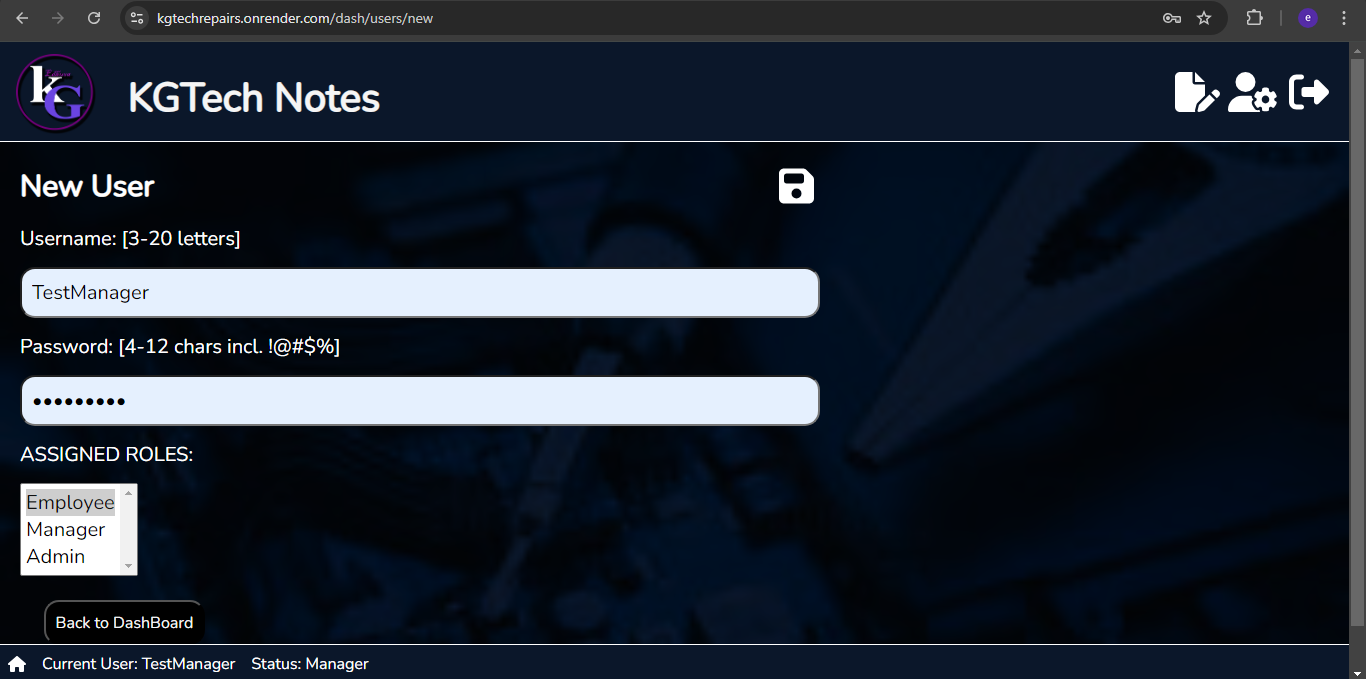 kgtechrepairs.onrender.com/dash/users/new
e
KG
KGTech Notes
New User
Username: [3-20 letters]
TestManager
Password: [4-12 chars incl. !@#$%]
•••••••••
ASSIGNED ROLES:
Employee
Manager
Admin
Back to DashBoard
Current User: TestManager Status: Manager